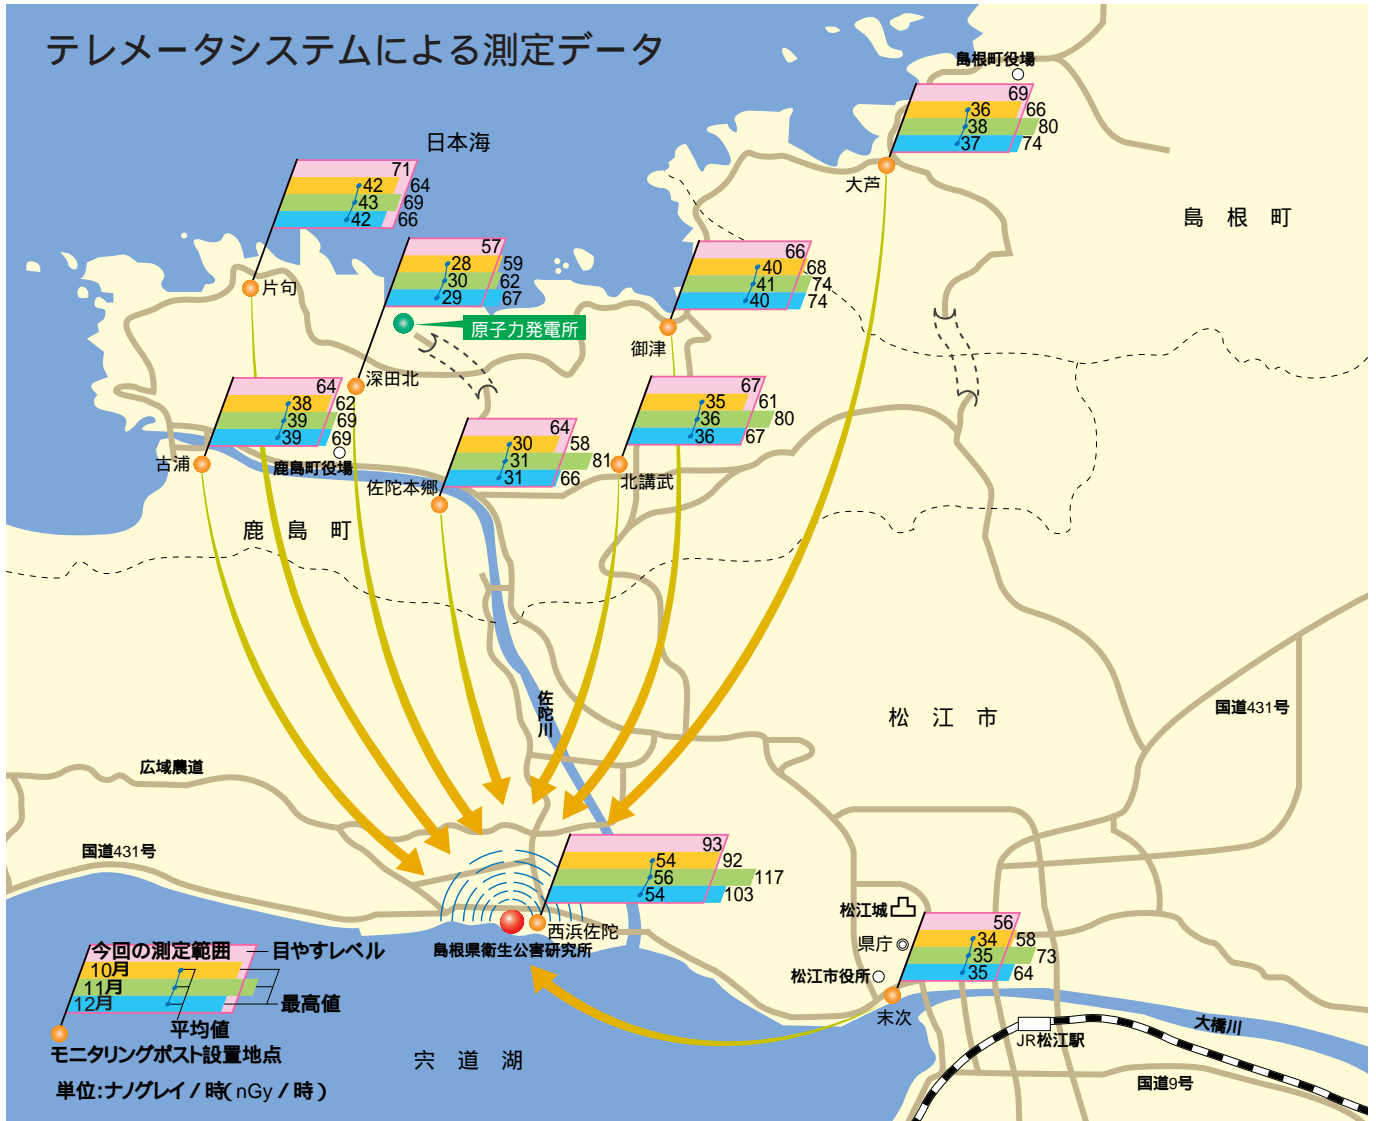 テレメータシステムによる測定データ
日本海
島根町役場
69
36 66
38 80
37 74
大芦
島根町
71
42 64
43 69
42 66
片句
57
28 59
30 62
29 67
原子力発電所
深田北
66
40 68
41 74
40 74
御津
64
38 62
39 69
39 69
古浦
鹿島町役場
64
30 58
31 81
31 66
佐陀本郷
67
35 61
36 80
36 67
北講武
鹿島町
佐陀川
松江市
国道431号
広域農道
国道431号
93
54 92
56 117
54 103
西浜佐陀
島根県衛生公害研究所
松江城
県庁
松江市役所
56
34 58
35 73
35 64
末次
大橋川
JR松江駅
国道9号
宍道湖
今回の測定範囲
目やすレベル
10月
11月
12月
最高値
平均値
モニタリングポスト設置地点
単位:ナノグレイ/時(nGy/時)